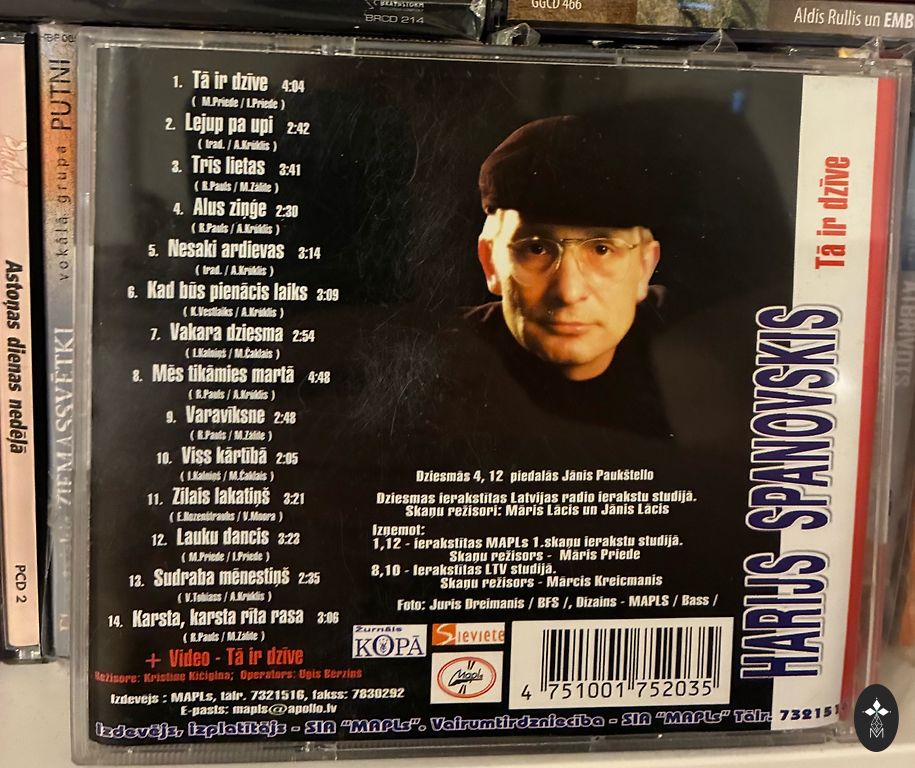 BRAINSTORM
BRCD 214
GGCD 466
Aldis Rullis un EMB
Astoņas dienas nedēļā
PCD 2
vokālā grupa PUTNI
ZIEMASSVĒTKI
1. Tā ir dzīve 4:04
( M.Priede / I.Priede )
2. Lejup pa upi 2:42
( trad. / A.Krūklis )
3. Trīs lietas 3:41
( R.Pauls / M.Zālīte )
4. Alus ziņģe 2:30
( R.Pauls / A.Krūklis )
5. Nesaki ardievas 3:14
( trad. / A.Krūklis )
6. Kad būs pienācis laiks 3:09
( K.Vestlaiks / A.Krūklis )
7. Vakara dziesma 2:54
( I.Kalniņš / M.Čaklais )
8. Mēs tikāmies martā 4:48
( R.Pauls / A.Krūklis )
9. Varavīksne 2:48
( R.Pauls / M.Zālīte )
10. Viss kārtībā 2:05
( I.Kalniņš / M.Čaklais )
11. Zilais lakatiņš 3:21
( E.Rozenštrauhs / V.Moora )
12. Lauku dancis 3:23
( M.Priede / I.Priede )
13. Sudraba mēnestiņš 2:35
( V.Tobiass / A.Krūklis )
14. Karsta, karsta rīta rasa 3:06
( R.Pauls / M.Zālīte )
+ Video - Tā ir dzīve
Režisore: Kristīne Kičigina; Operators: Uģis Bērziņš
Izdevējs : MAPLs, tālr. 7321516, fakss: 7830292
E-pasts: mapls@apollo.lv
Izdevējs, izplatītājs - SIA "MAPLs". Vairumtirdzniecība - SIA "MAPLs" Tālr. 732151
Dziesmās 4, 12 piedalās Jānis Paukštello
Dziesmas ierakstītas Latvijas radio ierakstu studijā.
Skaņu režisori: Māris Lācis un Jānis Lācis
Izņemot:
1,12 - ierakstītas MAPLs 1.skaņu ierakstu studijā.
Skaņu režisors - Māris Priede
8,10 - Ierakstītas LTV studijā.
Skaņu režisors - Mārcis Kreicmanis
Foto: Juris Dreimanis / BFS /, Dizains - MAPLS / Bass /
Žurnāls
KOPĀ
Sieviete
Mapls
4 751001 752035
Tā ir dzīve
HARIJS SPANOVSKIS
M